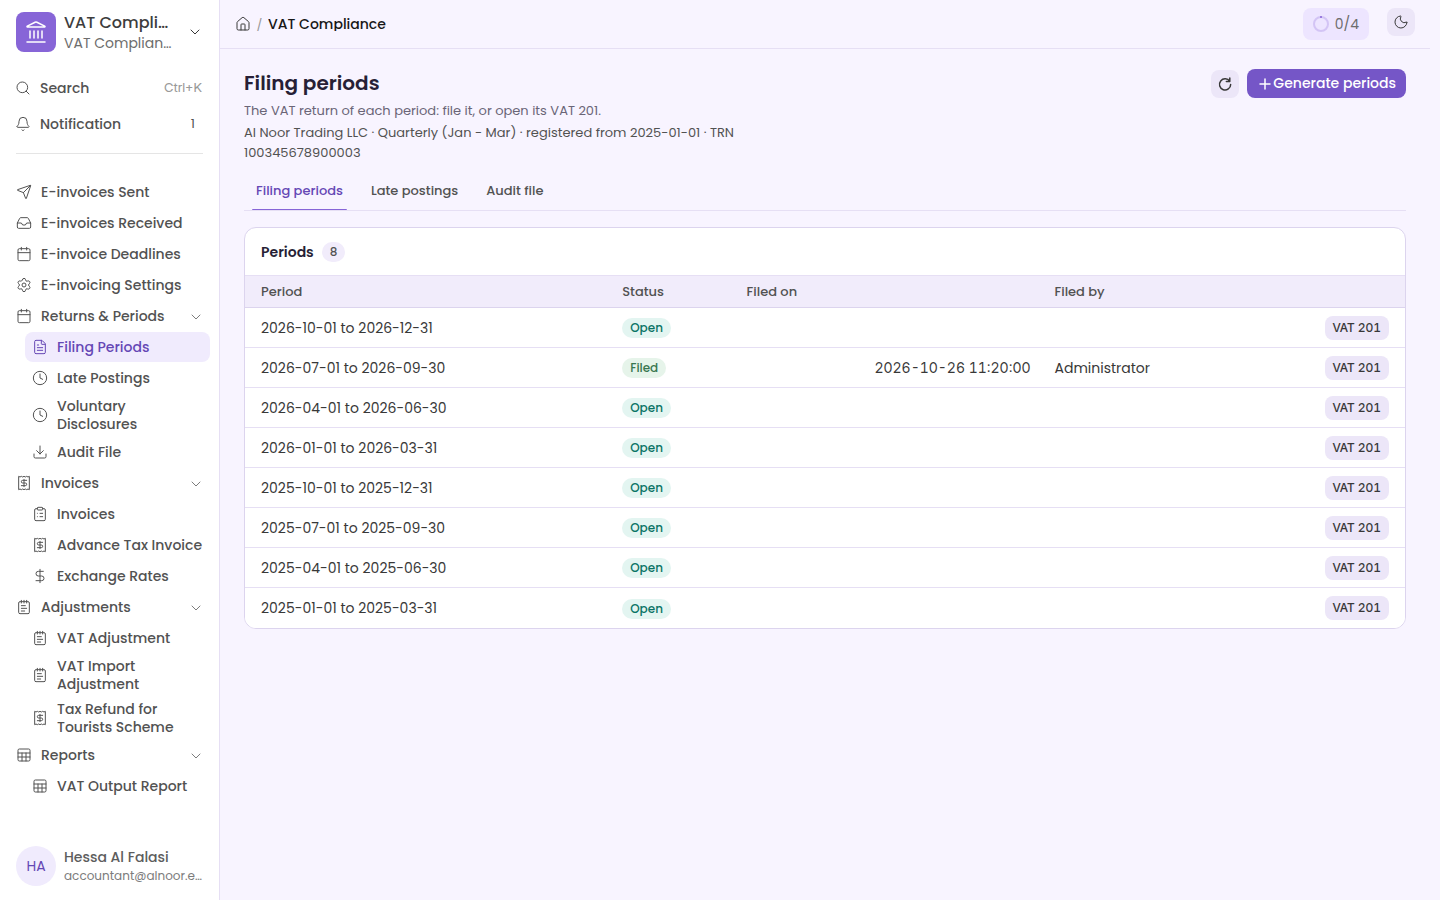 VAT Compli...
VAT Complian...
Search Ctrl+K
Notification 1
E-invoices Sent
E-invoices Received
E-invoice Deadlines
E-invoicing Settings
Returns & Periods
Filing Periods
Late Postings
Voluntary
Disclosures
Audit File
Invoices
Invoices
Advance Tax Invoice
Exchange Rates
Adjustments
VAT Adjustment
VAT Import
Adjustment
Tax Refund for
Tourists Scheme
Reports
VAT Output Report
HA
Hessa Al Falasi
accountant@alnoor.e...
/ VAT Compliance
0/4
Filing periods
Generate periods
The VAT return of each period: file it, or open its VAT 201.
Al Noor Trading LLC · Quarterly (Jan - Mar) · registered from 2025-01-01 · TRN
100345678900003
Filing periods Late postings Audit file
Periods 8
Period Status Filed on Filed by
2026-10-01 to 2026-12-31 Open VAT 201
2026-07-01 to 2026-09-30 Filed 2026-10-26 11:20:00 Administrator VAT 201
2026-04-01 to 2026-06-30 Open VAT 201
2026-01-01 to 2026-03-31 Open VAT 201
2025-10-01 to 2025-12-31 Open VAT 201
2025-07-01 to 2025-09-30 Open VAT 201
2025-04-01 to 2025-06-30 Open VAT 201
2025-01-01 to 2025-03-31 Open VAT 201